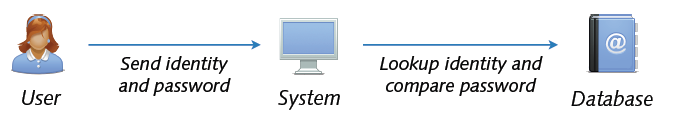 @
Send identity
and password
Lookup identity and
compare password
User
System
Database